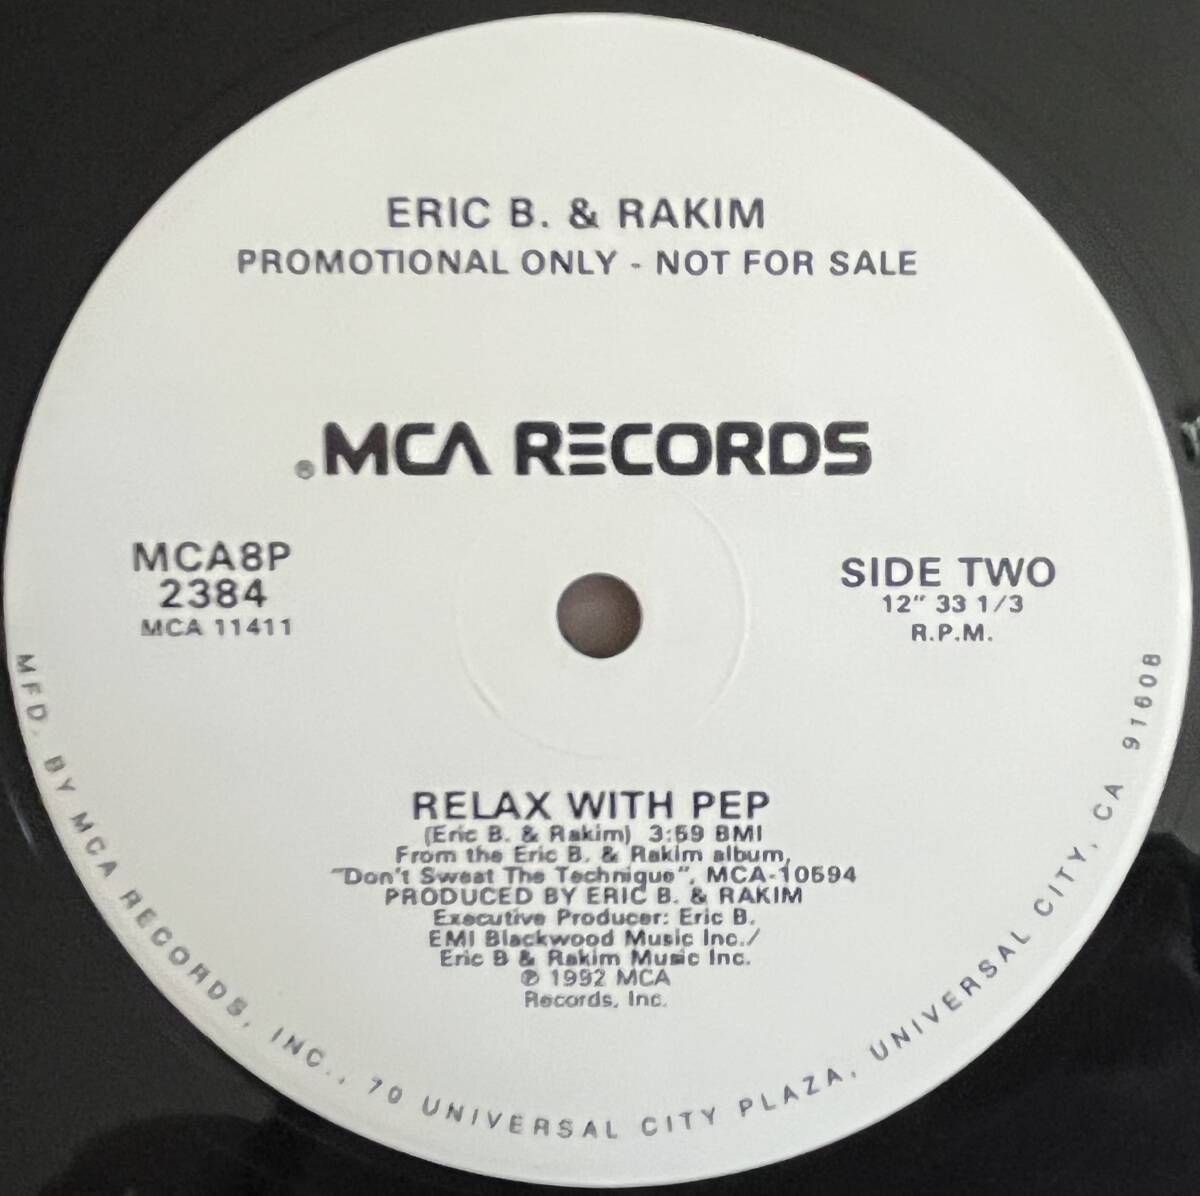 ERIC B. & RAKIM
PROMOTIONAL ONLY - NOT FOR SALE
® MCA RECORDS
MCA8P
2384
MCA 11411
SIDE TWO
12" 33 1/3
R.P.M.
RELAX WITH PEP
(Eric B. & Rakim) 3:59 BMI
From the Eric B. & Rakim album,
"Don't Sweat The Technique", MCA-10594
PRODUCED BY ERIC B. & RAKIM
Executive Producer: Eric B.
EMI Blackwood Music Inc./
Eric B & Rakim Music Inc.
℗ 1992 MCA
Records, Inc.
MFD. BY MCA RECORDS, INC., 70 UNIVERSAL CITY PLAZA, UNIVERSAL CITY, CA 91608